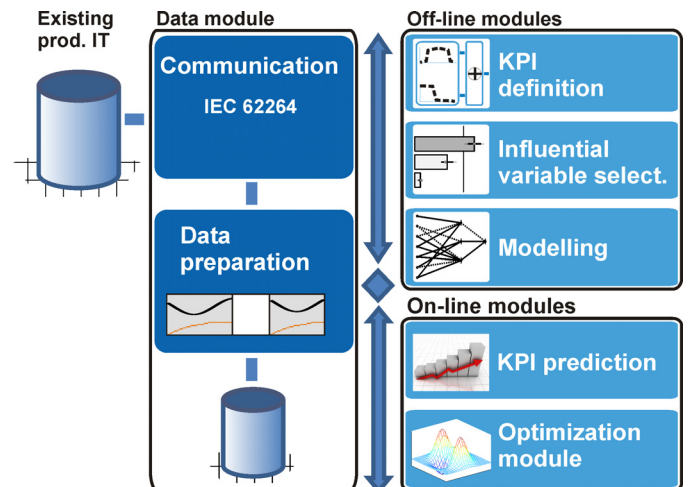 Existing
prod. IT
Data module
Communication
IEC 62264
Data
preparation
Off-line modules
KPI
definition
Influential
variable select.
Modelling
On-line modules
KPI prediction
Optimization
module